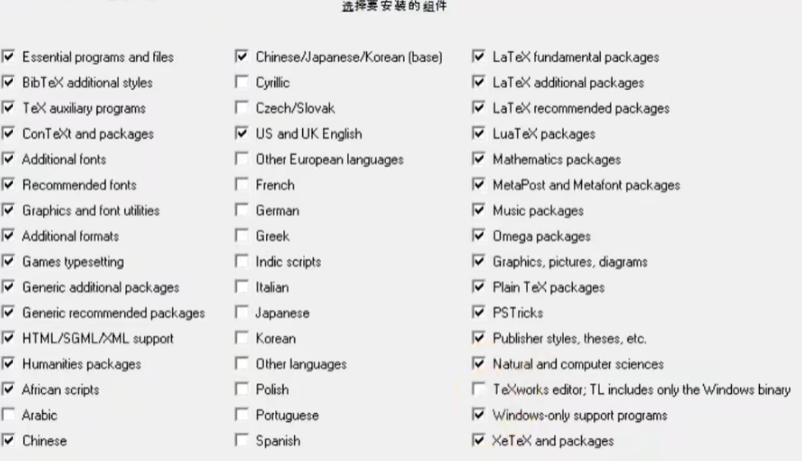 选择要安装的组件
Essential programs and files
BibTeX additional styles
TeX auxiliary programs
ConTeXt and packages
Additional fonts
Recommended fonts
Graphics and font utilities
Additional formats
Games typesetting
Generic additional packages
Generic recommended packages
HTML/SGML/XML support
Humanities packages
African scripts
Arabic
Chinese
Chinese/Japanese/Korean (base)
Cyrillic
Czech/Slovak
US and UK English
Other European languages
French
German
Greek
Indic scripts
Italian
Japanese
Korean
Other languages
Polish
Portuguese
Spanish
LaTeX fundamental packages
LaTeX additional packages
LaTeX recommended packages
LuaTeX packages
Mathematics packages
MetaPost and Metafont packages
Music packages
Omega packages
Graphics, pictures, diagrams
Plain TeX packages
PSTricks
Publisher styles, theses, etc.
Natural and computer sciences
TeXworks editor; TL includes only the Windows binary
Windows-only support programs
XeTeX and packages